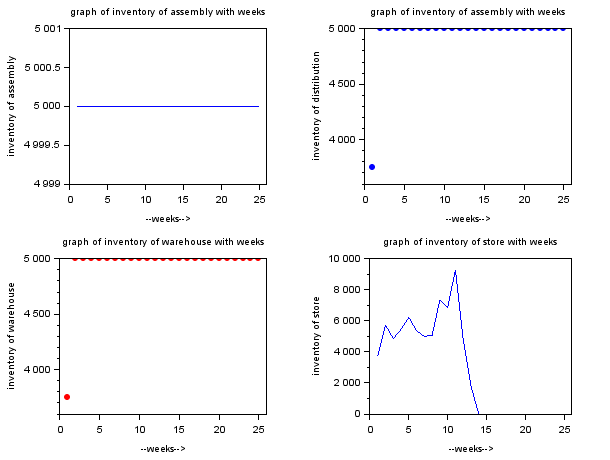 graph of inventory of assembly with weeks
5 001
5 000.5
5 000
4 999.5
4 999
inventory of assembly
0 5 10 15 20 25
--weeks-->
graph of inventory of assembly with weeks
5 000
4 500
4 000
inventory of distribution
0 5 10 15 20 25
--weeks-->
graph of inventory of warehouse with weeks
5 000
4 500
4 000
inventory of warehouse
0 5 10 15 20 25
--weeks-->
graph of inventory of store with weeks
10 000
8 000
6 000
4 000
2 000
0
inventory of store
0 5 10 15 20 25
--weeks-->